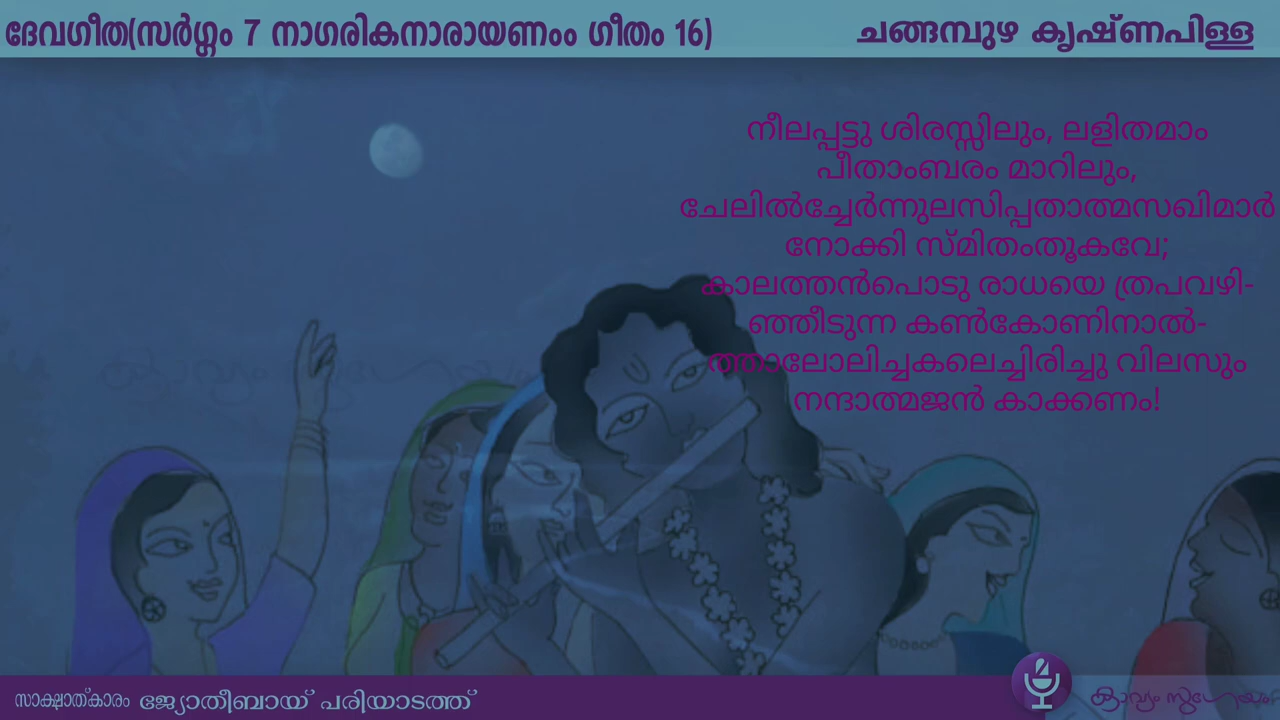 ദേവഗീത(സർഗ്ഗം 7 നാഗരികനാരായണംം ഗീതം 16)
ചങ്ങമ്പുഴ കൃഷ്ണപിള്ള
നീലപ്പട്ടു ശിരസ്സിലും, ലളിതമാം
പീതാംബരം മാറിലും,
ചേലിൽച്ചേർന്നുലസിപ്പതാത്മസഖിമാർ
നോക്കി സ്മിതംതൂകവേ;
കാലത്തൻപൊടു രാധയെ ത്രപവഴി-
ഞ്ഞീടുന്ന കൺകോണിനാൽ-
ത്താലോലിച്ചകലെച്ചിരിച്ചു വിലസും
നന്ദാത്മജൻ കാക്കണം!
സാക്ഷാത്കാരം ജ്യോതീബായ് പരിയാടത്ത്
കാവ്യം സുഗേയം